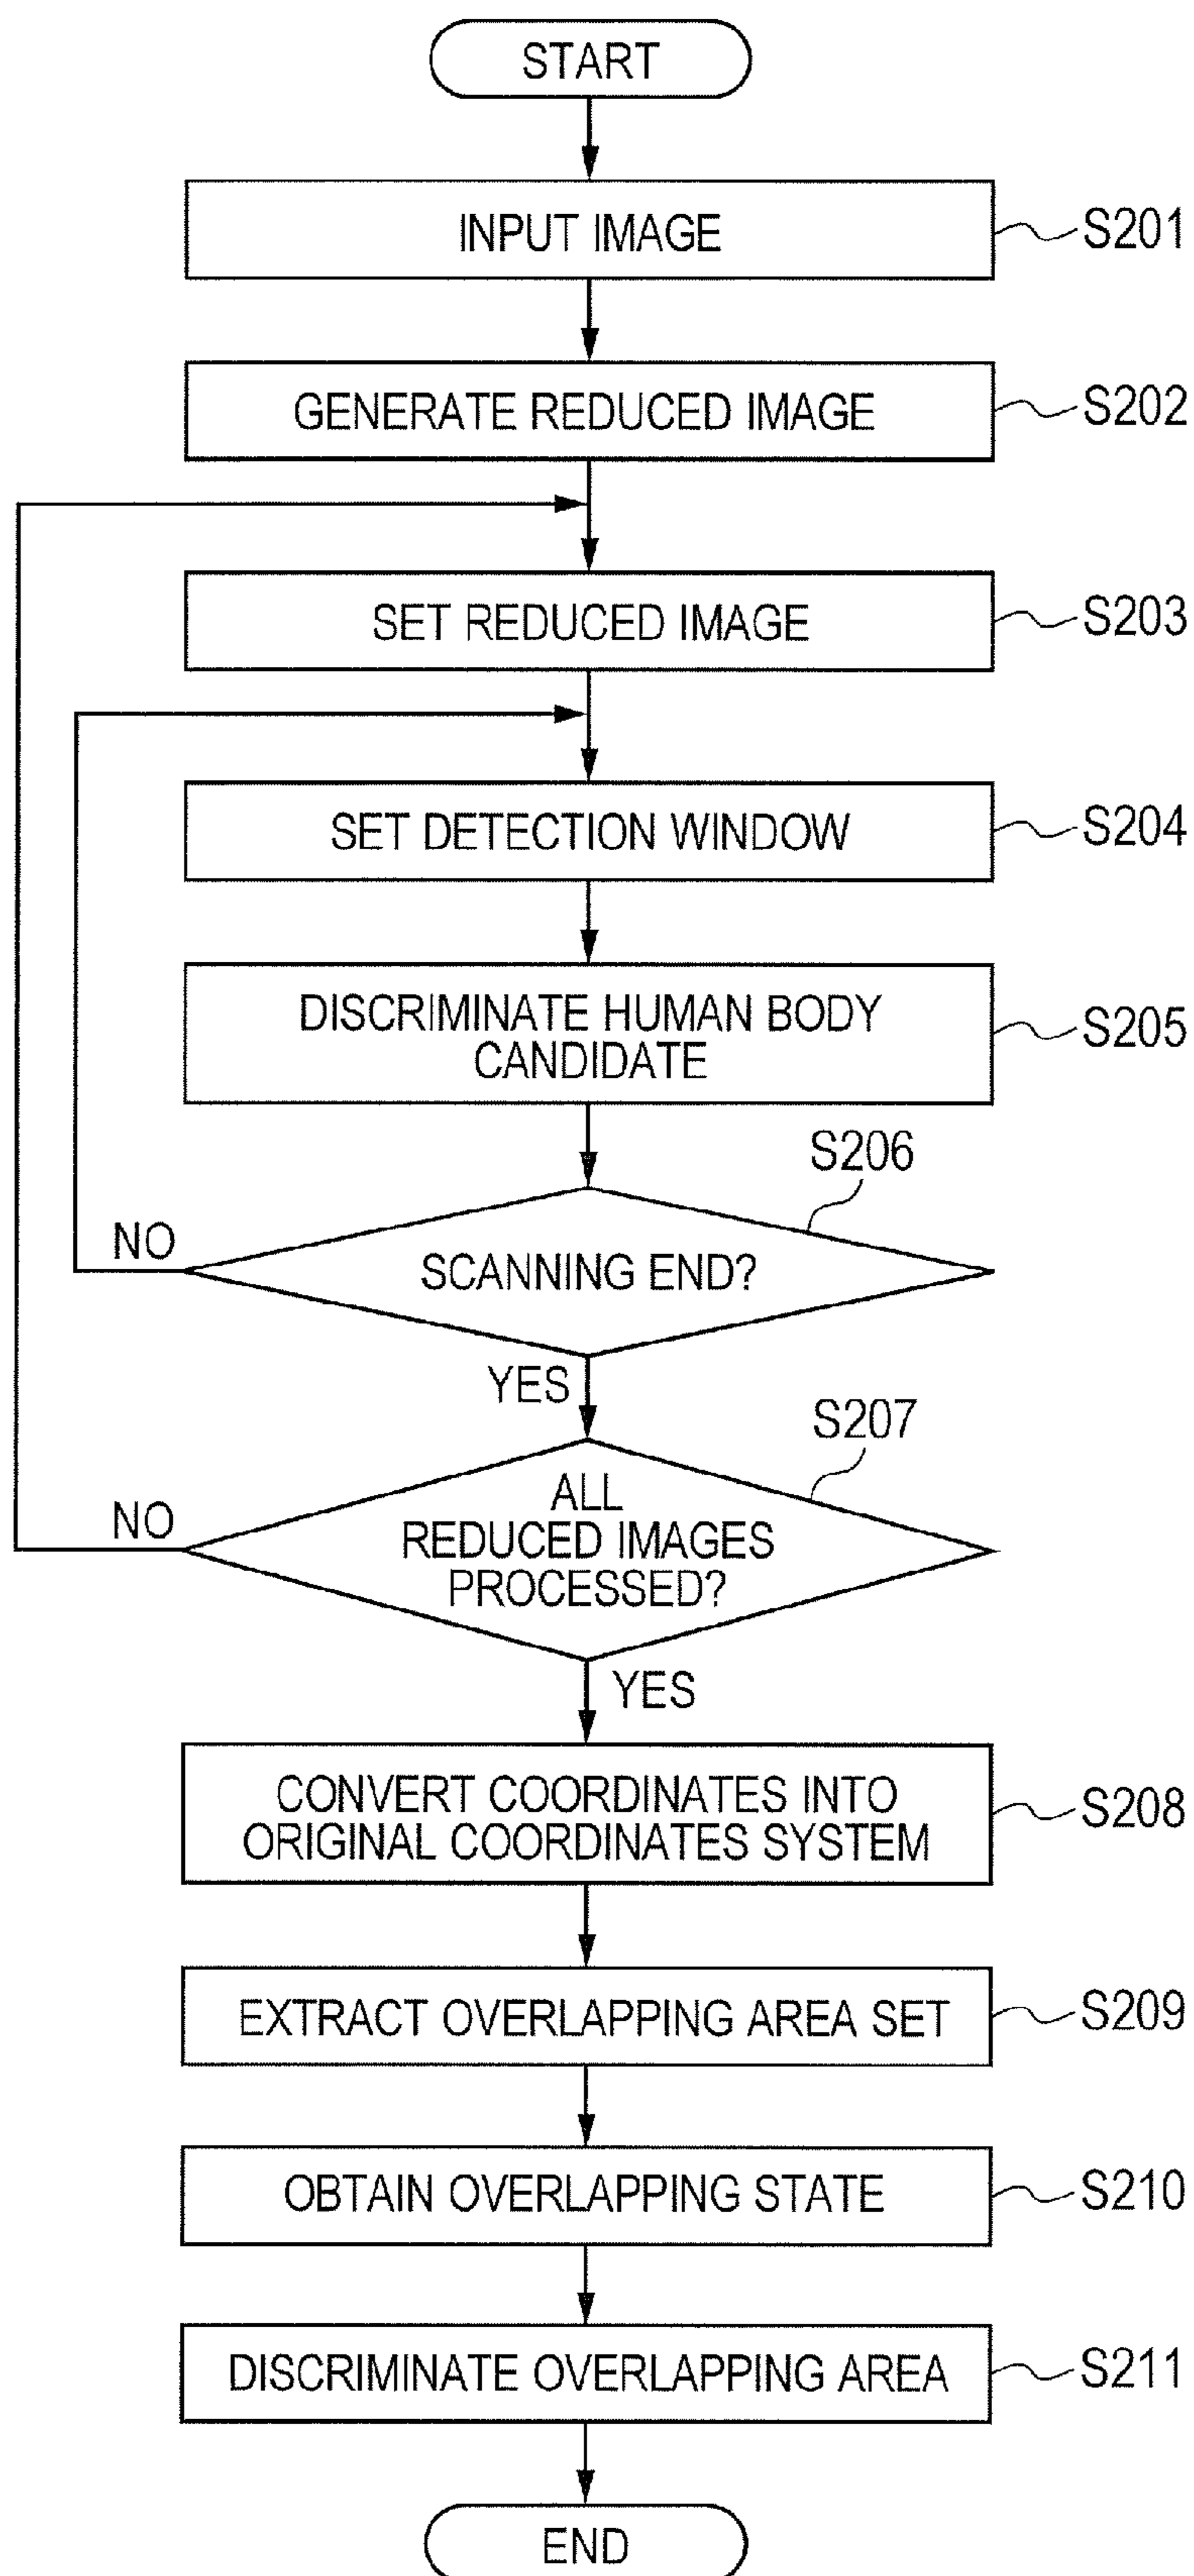 START
INPUT IMAGE
S201
GENERATE REDUCED IMAGE
S202
SET REDUCED IMAGE
S203
SET DETECTION WINDOW
S204
DISCRIMINATE HUMAN BODY
CANDIDATE
S205
S206
NO
SCANNING END?
YES
S207
NO
ALL
REDUCED IMAGES
PROCESSED?
YES
CONVERT COORDINATES INTO
ORIGINAL COORDINATES SYSTEM
S208
EXTRACT OVERLAPPING AREA SET
S209
OBTAIN OVERLAPPING STATE
S210
DISCRIMINATE OVERLAPPING AREA
S211
END